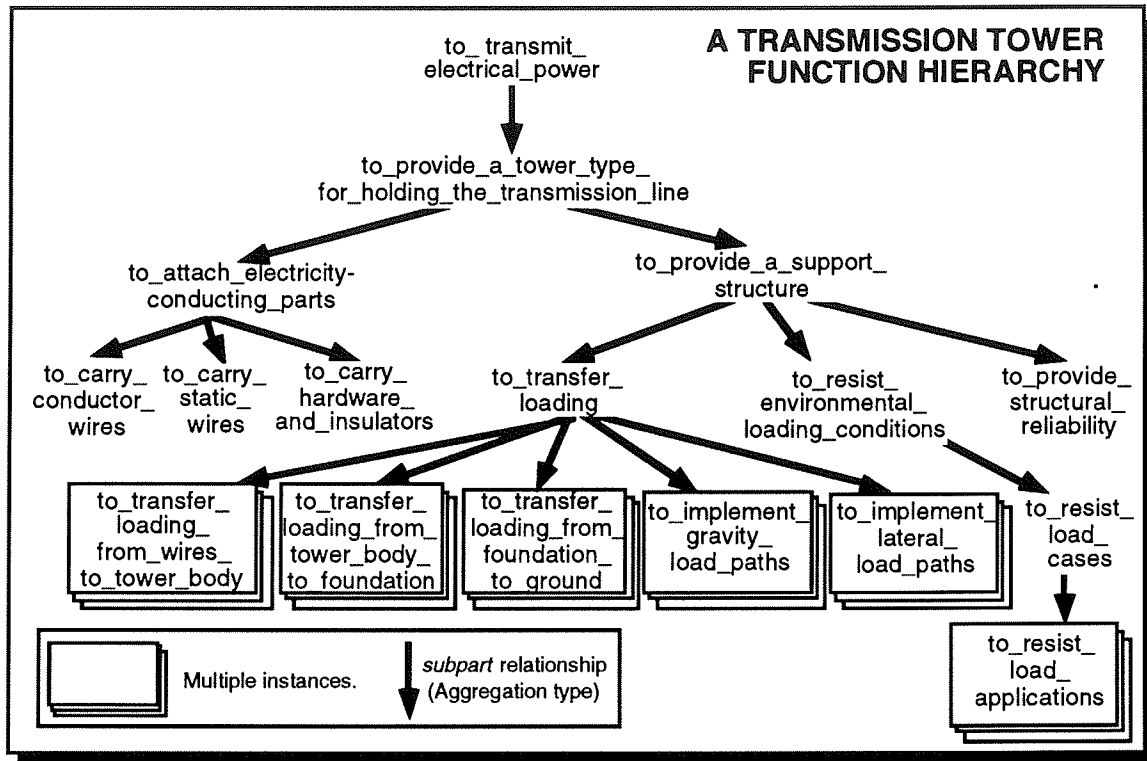 A TRANSMISSION TOWER
FUNCTION HIERARCHY
to_ transmit_
electrical_power
to_provide_a_tower_type_
for_holding_the_transmission_line
to_attach_electricity-
conducting_parts
to_provide_a_support_
structure
to_carry_
conductor_
wires
to_carry_
static_
wires
to_carry_
hardware_
and_insulators
to_transfer_
loading
to_resist_
environmental_
loading_conditions
to_provide_
structural_
reliability
to_transfer_
loading_
from_wires_
to_tower_body
to_transfer_
loading_from_
tower_body_
to_foundation
to_transfer_
loading_from_
foundation_
to_ground
to_implement_
gravity_
load_paths
to_implement_
lateral_
load_paths
to_resist_
load_
cases
to_resist_
load_
applications
Multiple instances.
subpart relationship
(Aggregation type)